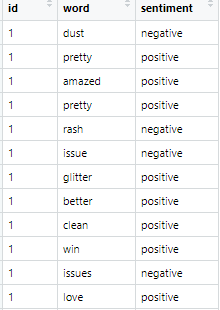 id word sentiment
1 dust negative
1 pretty positive
1 amazed positive
1 pretty positive
1 rash negative
1 issue negative
1 glitter positive
1 better positive
1 clean positive
1 win positive
1 issues negative
1 love positive